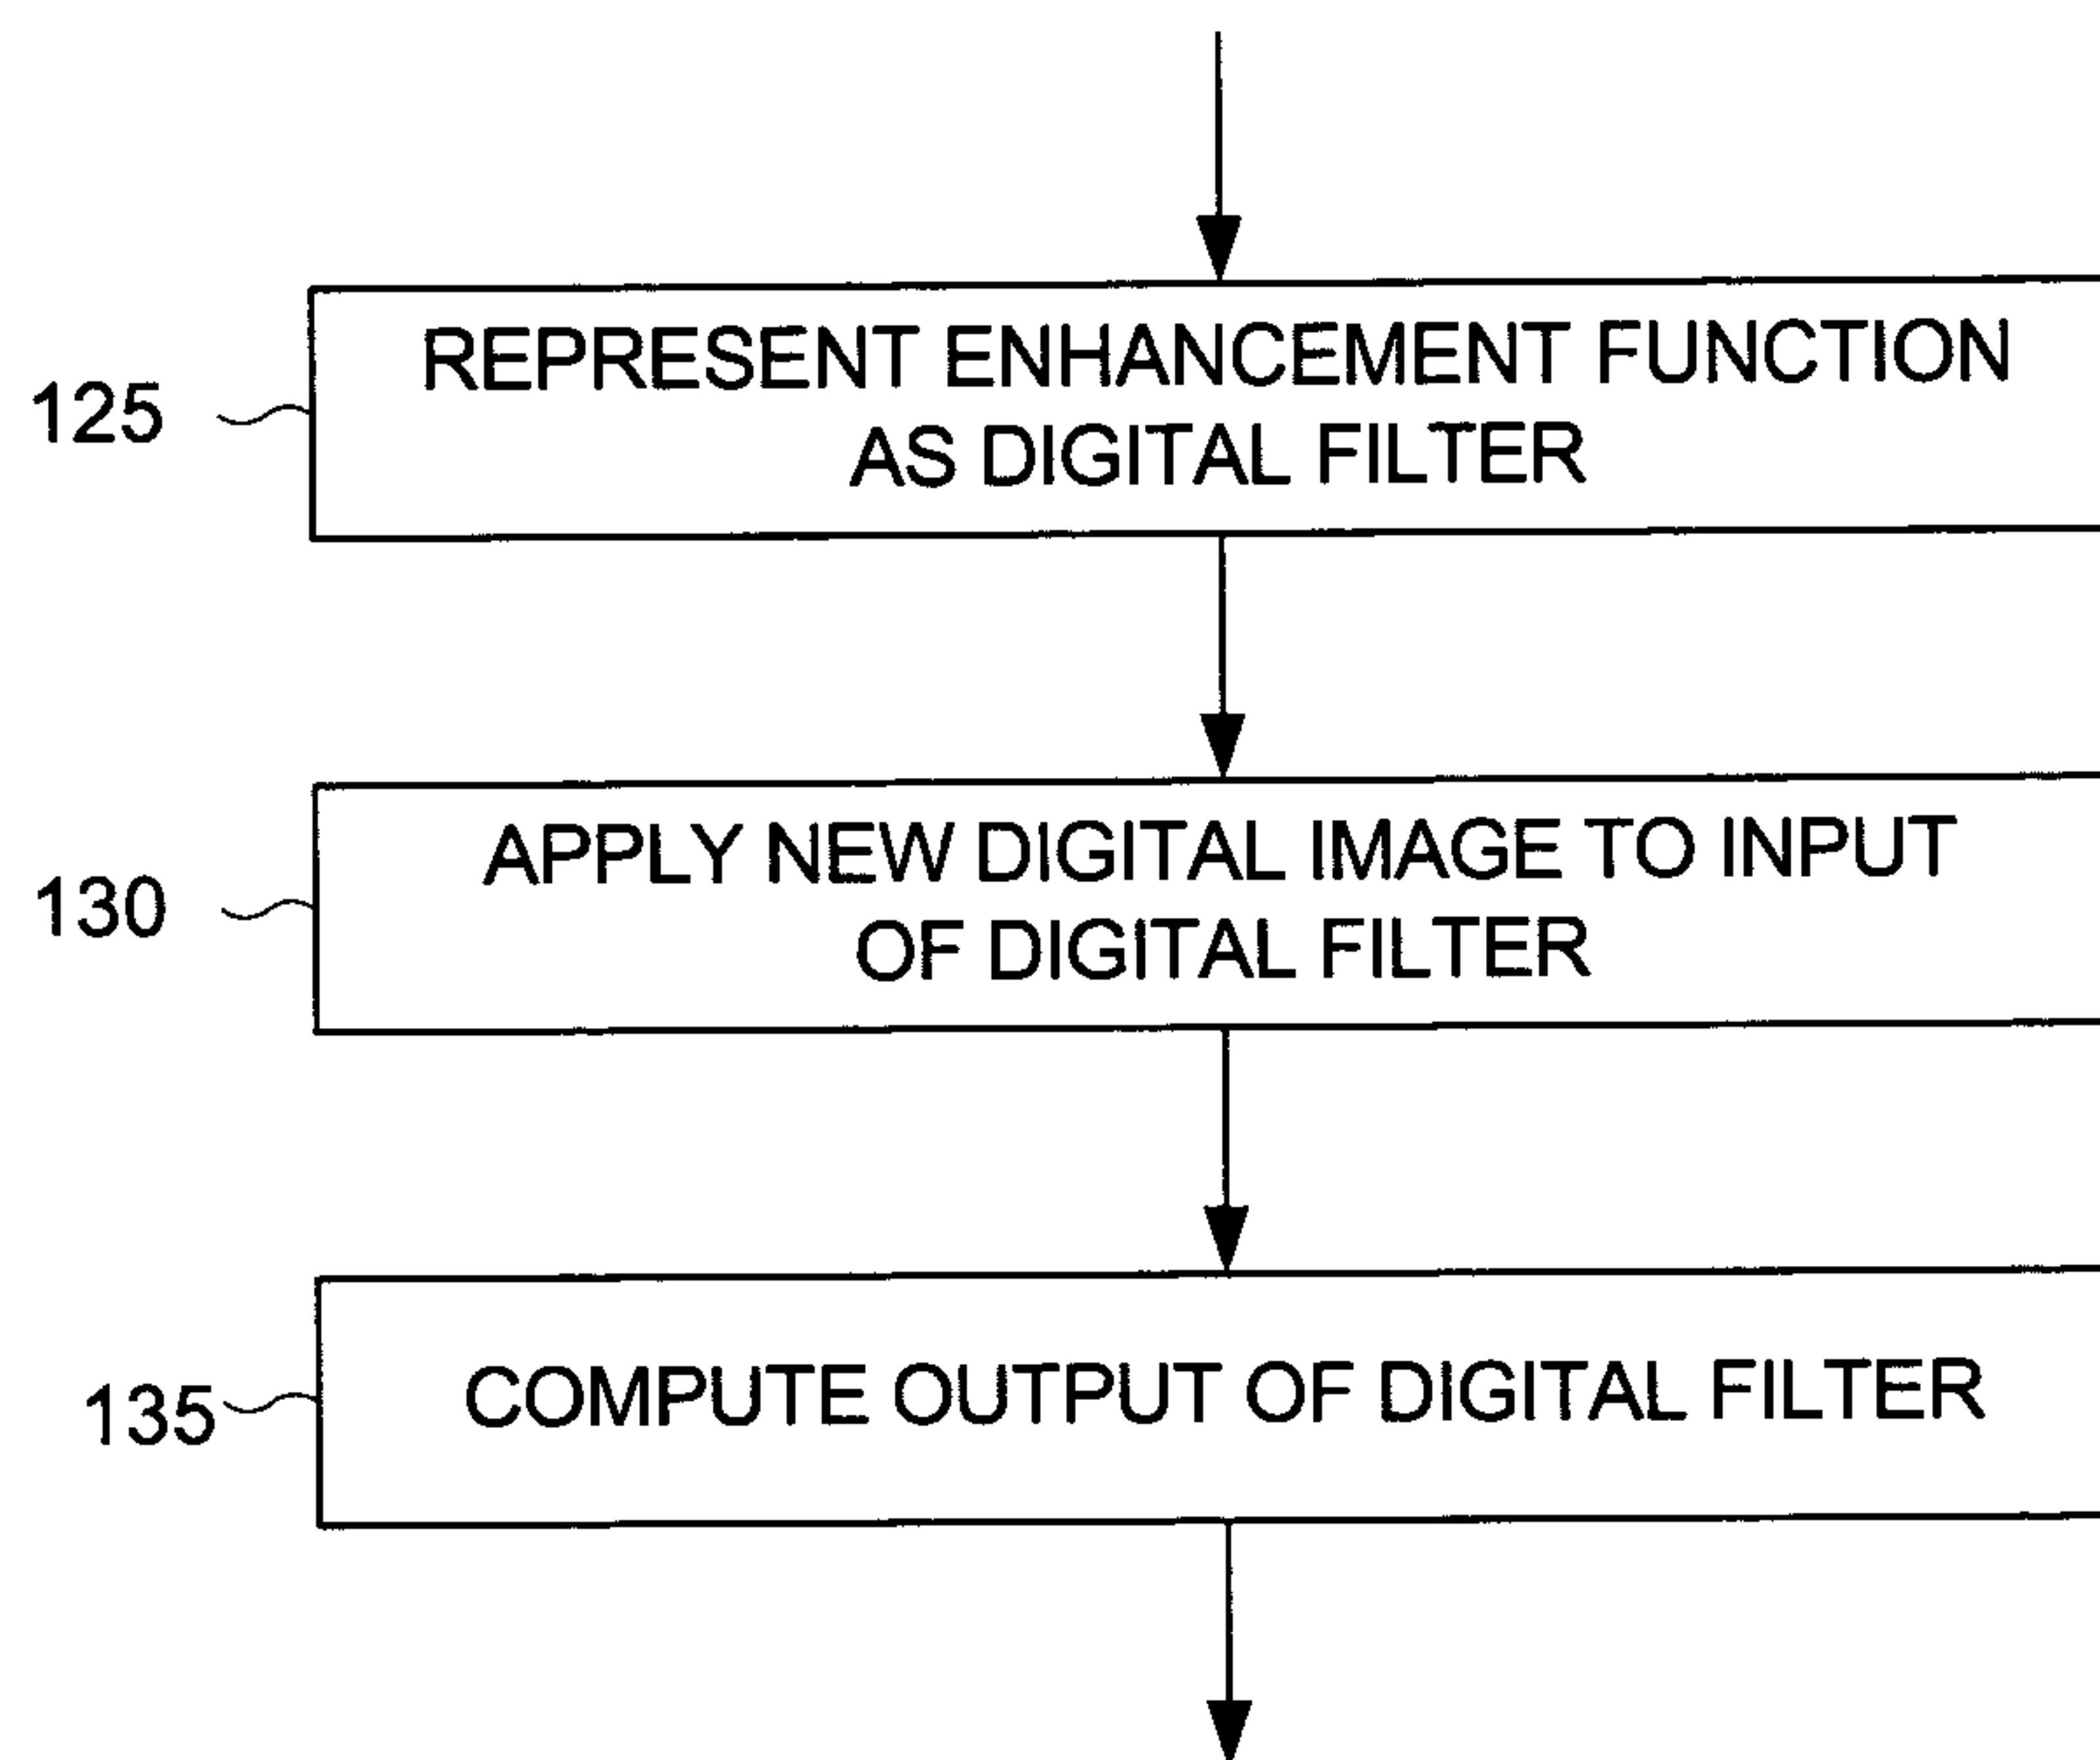 125
REPRESENT ENHANCEMENT FUNCTION
AS DIGITAL FILTER
130
APPLY NEW DIGITAL IMAGE TO INPUT
OF DIGITAL FILTER
135
COMPUTE OUTPUT OF DIGITAL FILTER